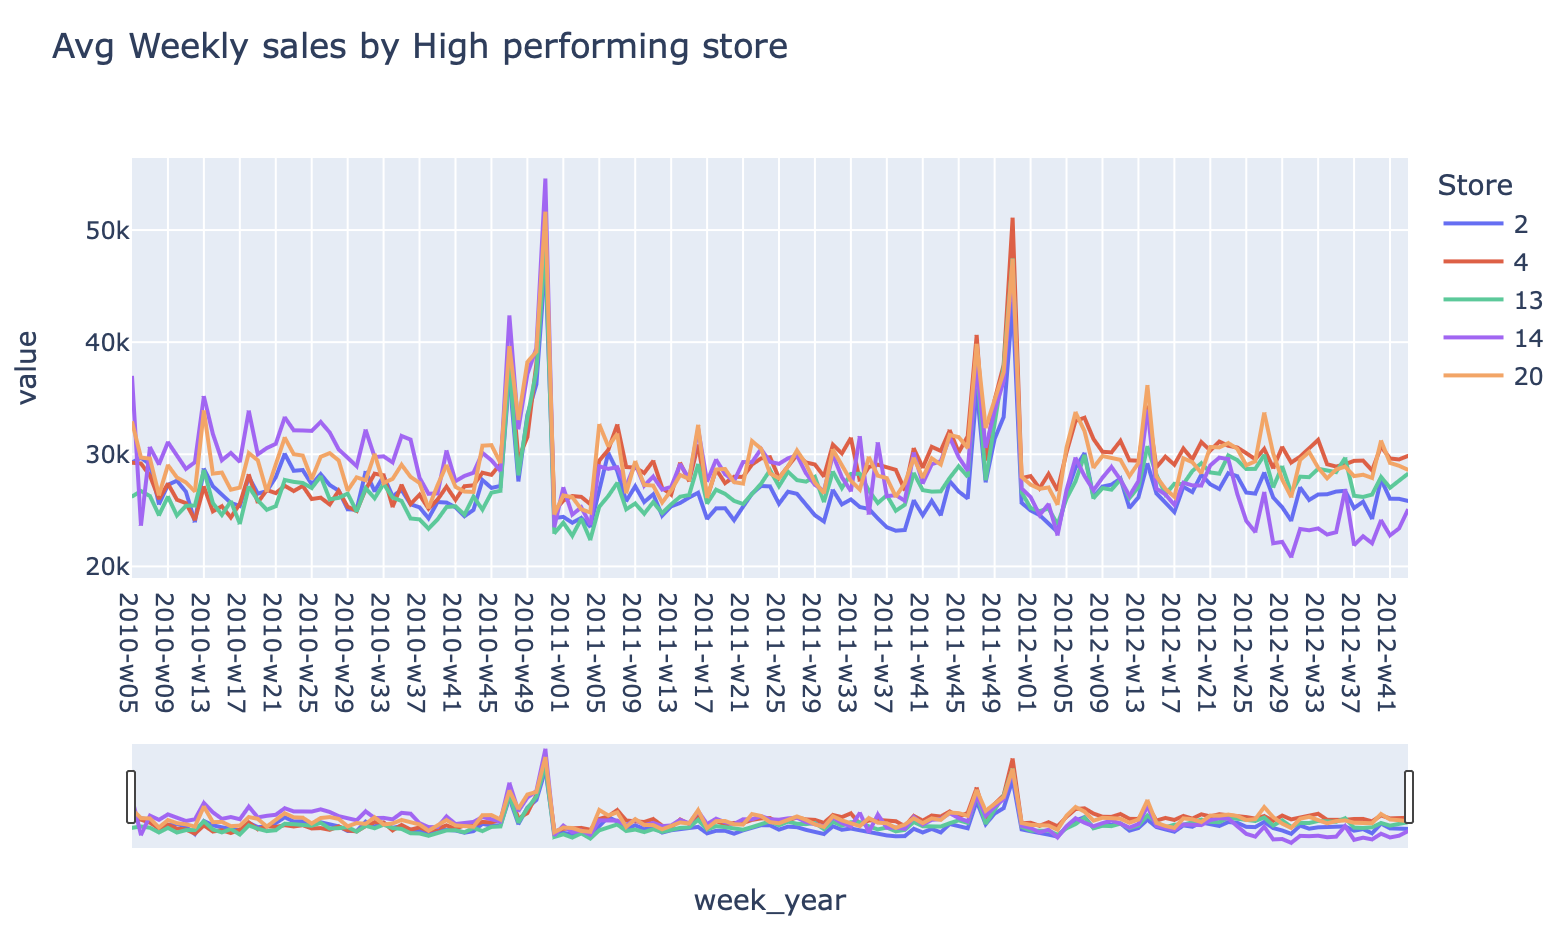 Avg Weekly sales by High performing store
Store
2
4
13
14
20
value
50k
40k
30k
20k
2010-w05
2010-w09
2010-w13
2010-w17
2010-w21
2010-w25
2010-w29
2010-w33
2010-w37
2010-w41
2010-w45
2010-w49
2011-w01
2011-w05
2011-w09
2011-w13
2011-w17
2011-w21
2011-w25
2011-w29
2011-w33
2011-w37
2011-w41
2011-w45
2011-w49
2012-w01
2012-w05
2012-w09
2012-w13
2012-w17
2012-w21
2012-w25
2012-w29
2012-w33
2012-w37
2012-w41
week_year